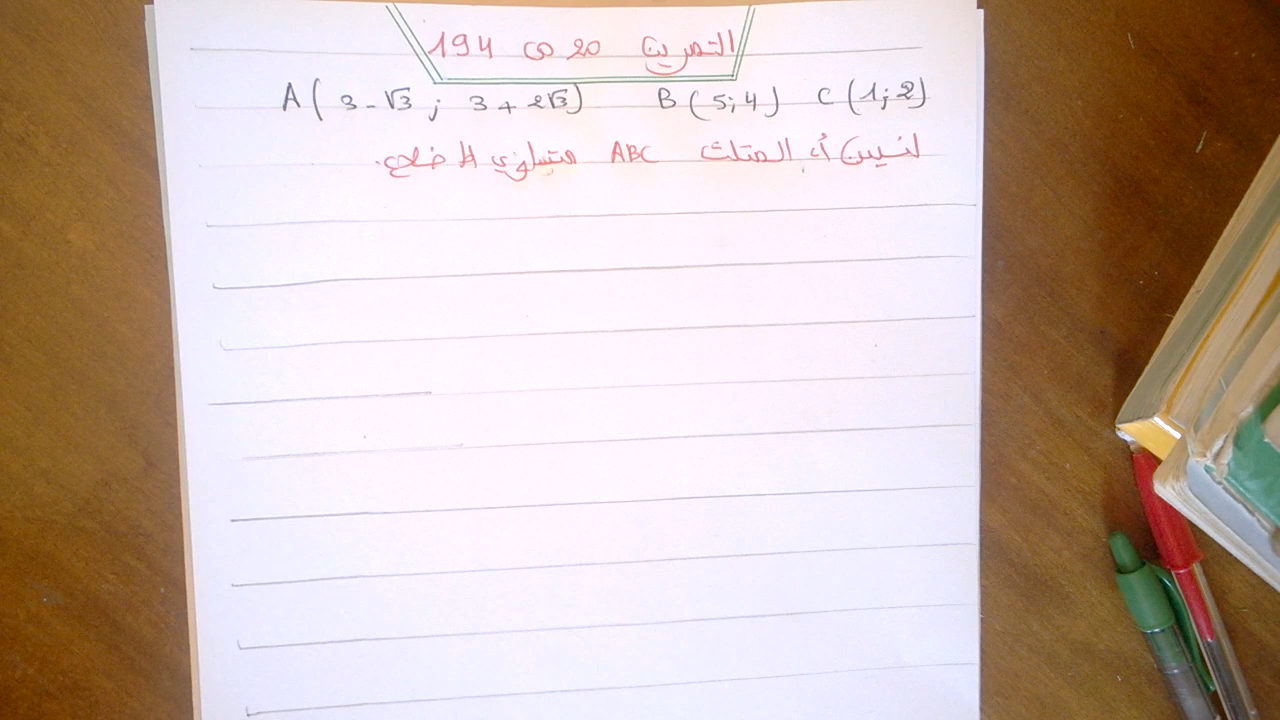 التمرين 20 ص 194
A(3-√3 ; 3+2√3) B(5;4) C(1;2)
لنبين أن المثلث ABC متساوي الأضلاع.